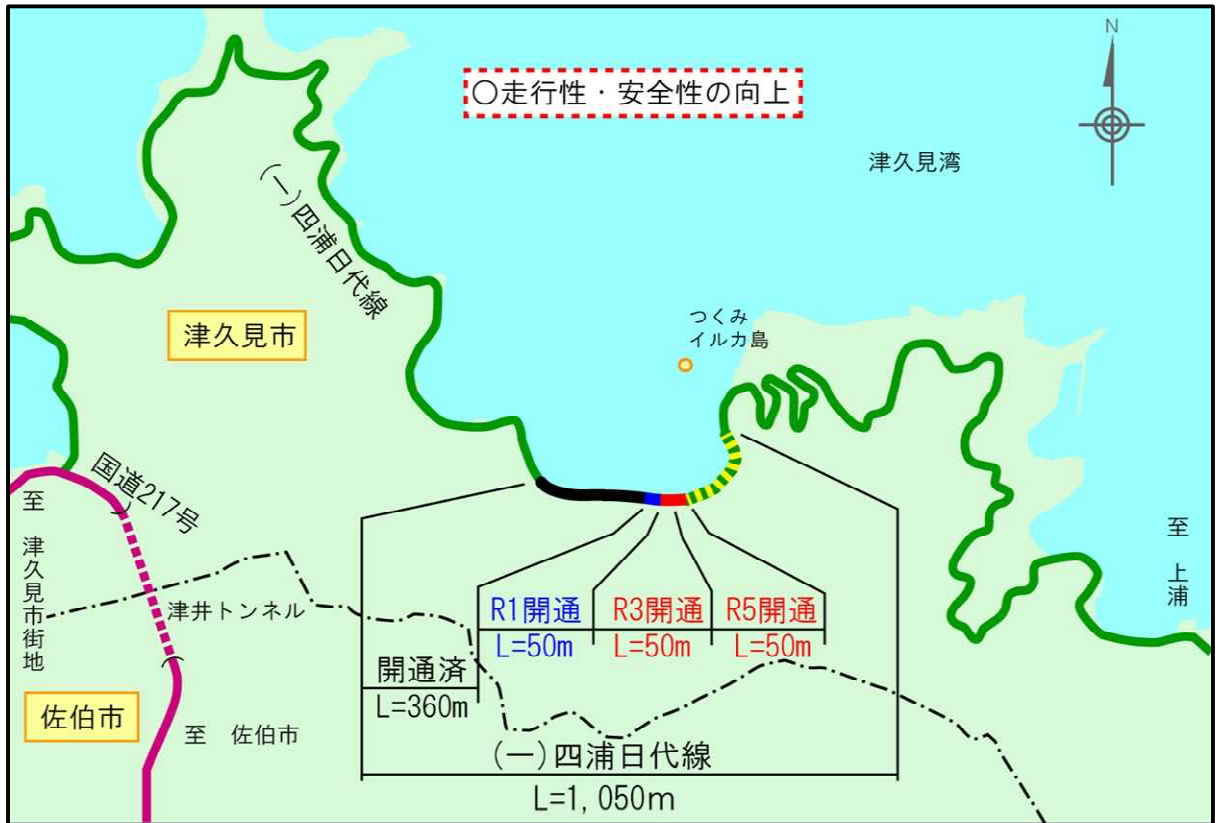 〇走行性・安全性の向上
N
津久見湾
(一)四浦日代線
津久見市
つくみ
イルカ島
国道217号
至 津久見市街地
津井トンネル
至 上浦
R1開通
R3開通
R5開通
L=50m
L=50m
L=50m
開通済
L=360m
佐伯市
至 佐伯市
(一)四浦日代線
L=1,050m